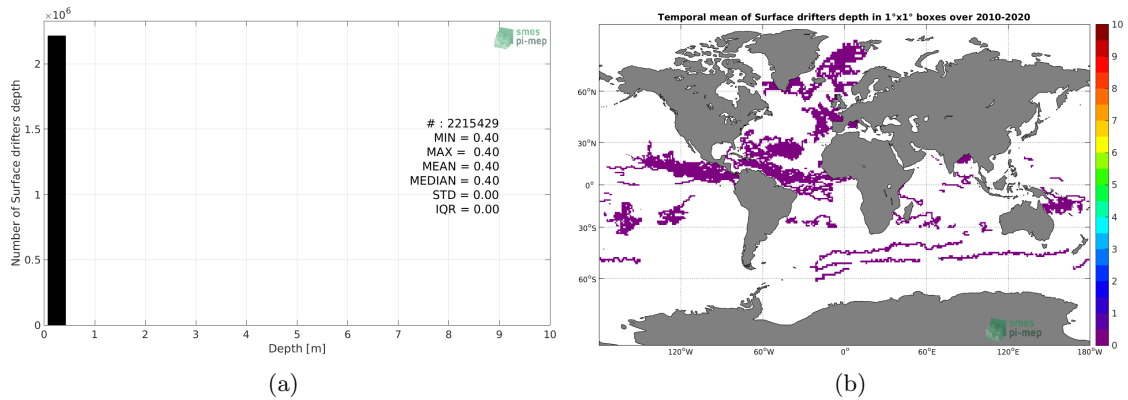 ×10^6
2
1.5
1
0.5
0
Number of Surface drifters depth
smos
pi-mep
# : 2215429
MIN = 0.40
MAX = 0.40
MEAN = 0.40
MEDIAN = 0.40
STD = 0.00
IQR = 0.00
0 1 2 3 4 5 6 7 8 9 10
Depth [m]
(a)
Temporal mean of Surface drifters depth in 1°x1° boxes over 2010-2020
60°N
30°N
0°
30°S
60°S
120°W 60°W 0° 60°E 120°E 180°W
smos
pi-mep
10
9
8
7
6
5
4
3
2
1
0
(b)